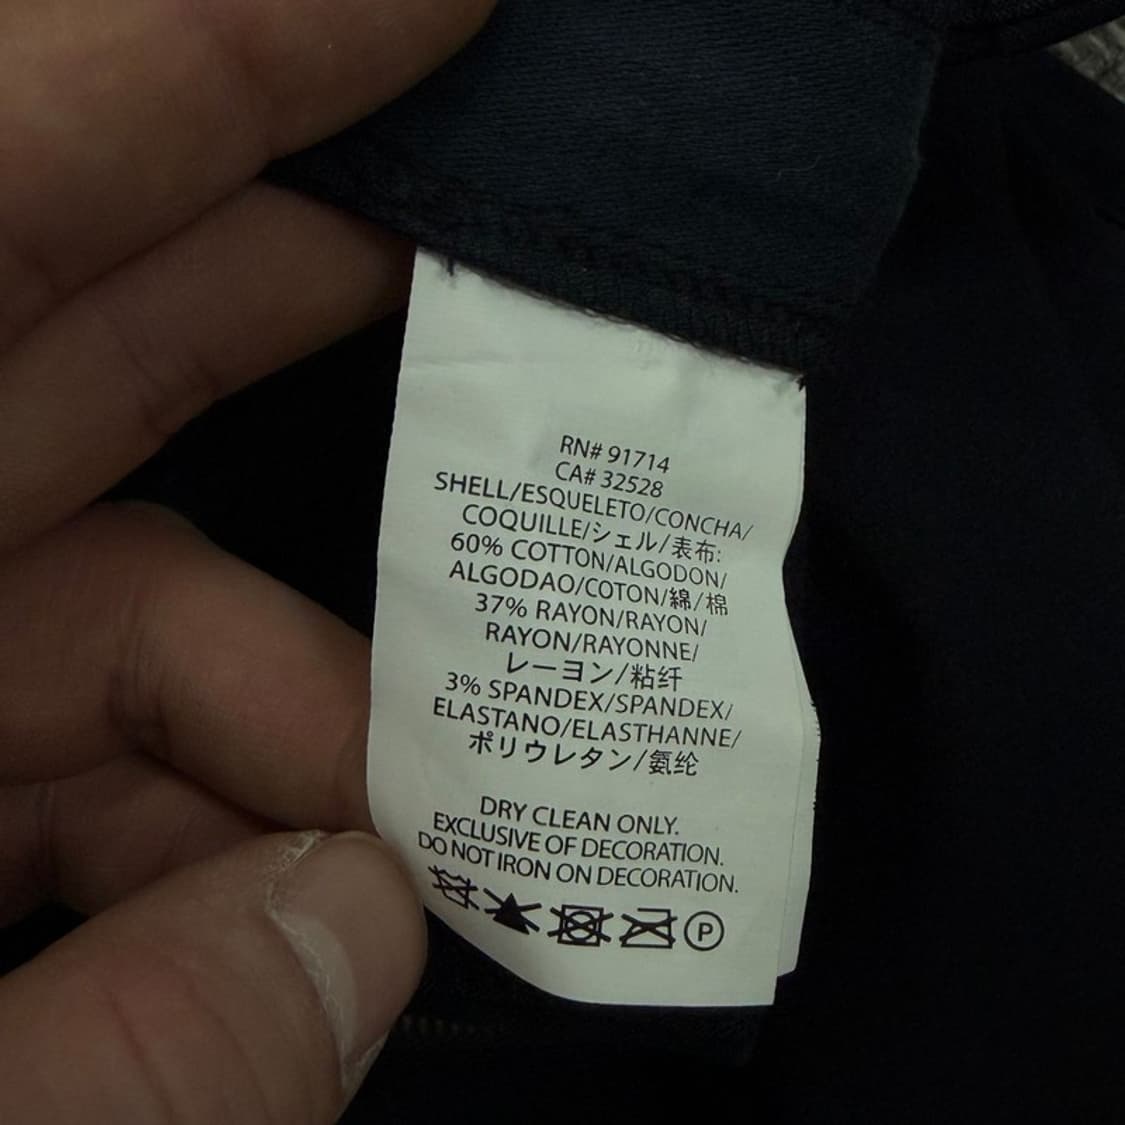 RN# 91714
CA# 32528
SHELL/ESQUELETO/CONCHA/
COQUILLE/シェル/表布:
60% COTTON/ALGODON/
ALGODAO/COTON/綿/棉
37% RAYON/RAYON/
RAYON/RAYONNE/
レーヨン/粘纤
3% SPANDEX/SPANDEX/
ELASTANO/ELASTHANNE/
ポリウレタン/氨纶
DRY CLEAN ONLY.
EXCLUSIVE OF DECORATION.
DO NOT IRON ON DECORATION.
P